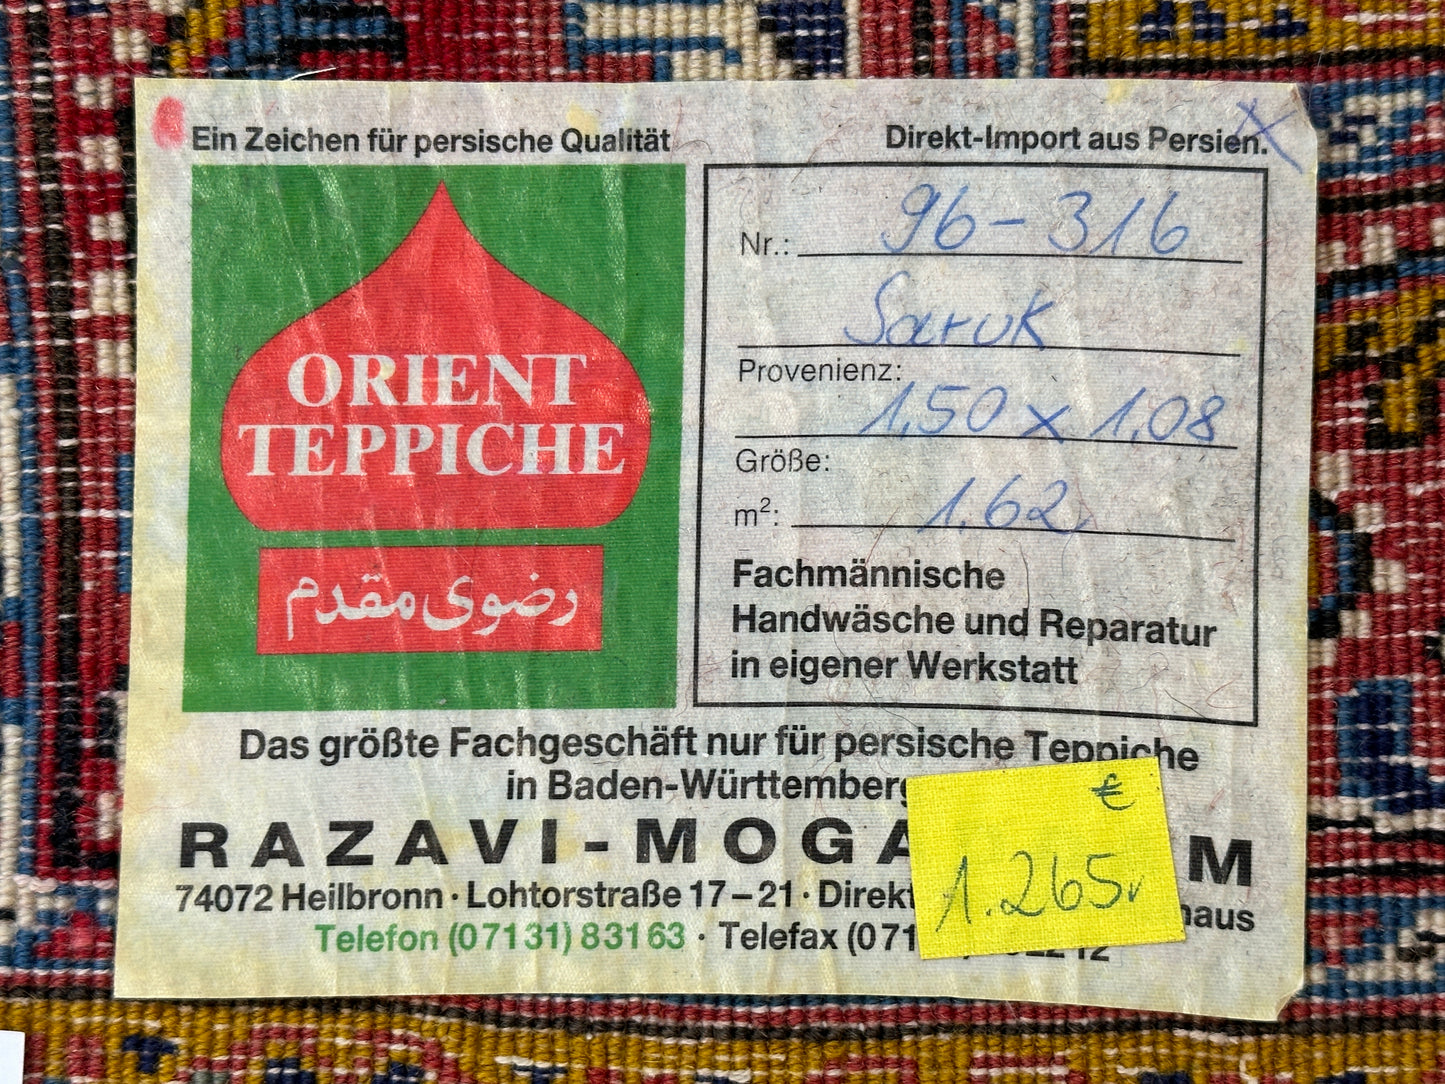 Ein Zeichen für persische Qualität
Direkt-Import aus Persien.
ORIENT
TEPPICHE
رضوی مقدم
Nr.: 96-316
Saruk
Provenienz:
1,50 x 1,08
Größe:
m²: 1,62
Fachmännische
Handwäsche und Reparatur
in eigener Werkstatt
Das größte Fachgeschäft nur für persische Teppiche
in Baden-Württemberg
RAZAVI-MOGA M
74072 Heilbronn · Lohtorstraße 17–21 · Direkt haus
Telefon (07131) 83163 · Telefax (071
€
1.265,-